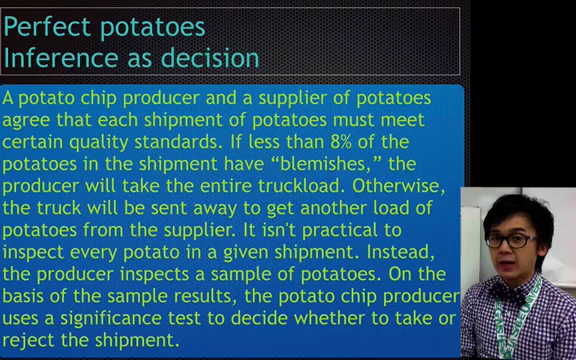 Perfect potatoes
Inference as decision
A potato chip producer and a supplier of potatoes
agree that each shipment of potatoes must meet
certain quality standards. If less than 8% of the
potatoes in the shipment have “blemishes,” the
producer will take the entire truckload. Otherwise,
the truck will be sent away to get another load of
potatoes from the supplier. It isn't practical to
inspect every potato in a given shipment. Instead,
the producer inspects a sample of potatoes. On the
basis of the sample results, the potato chip producer
uses a significance test to decide whether to take or
reject the shipment.